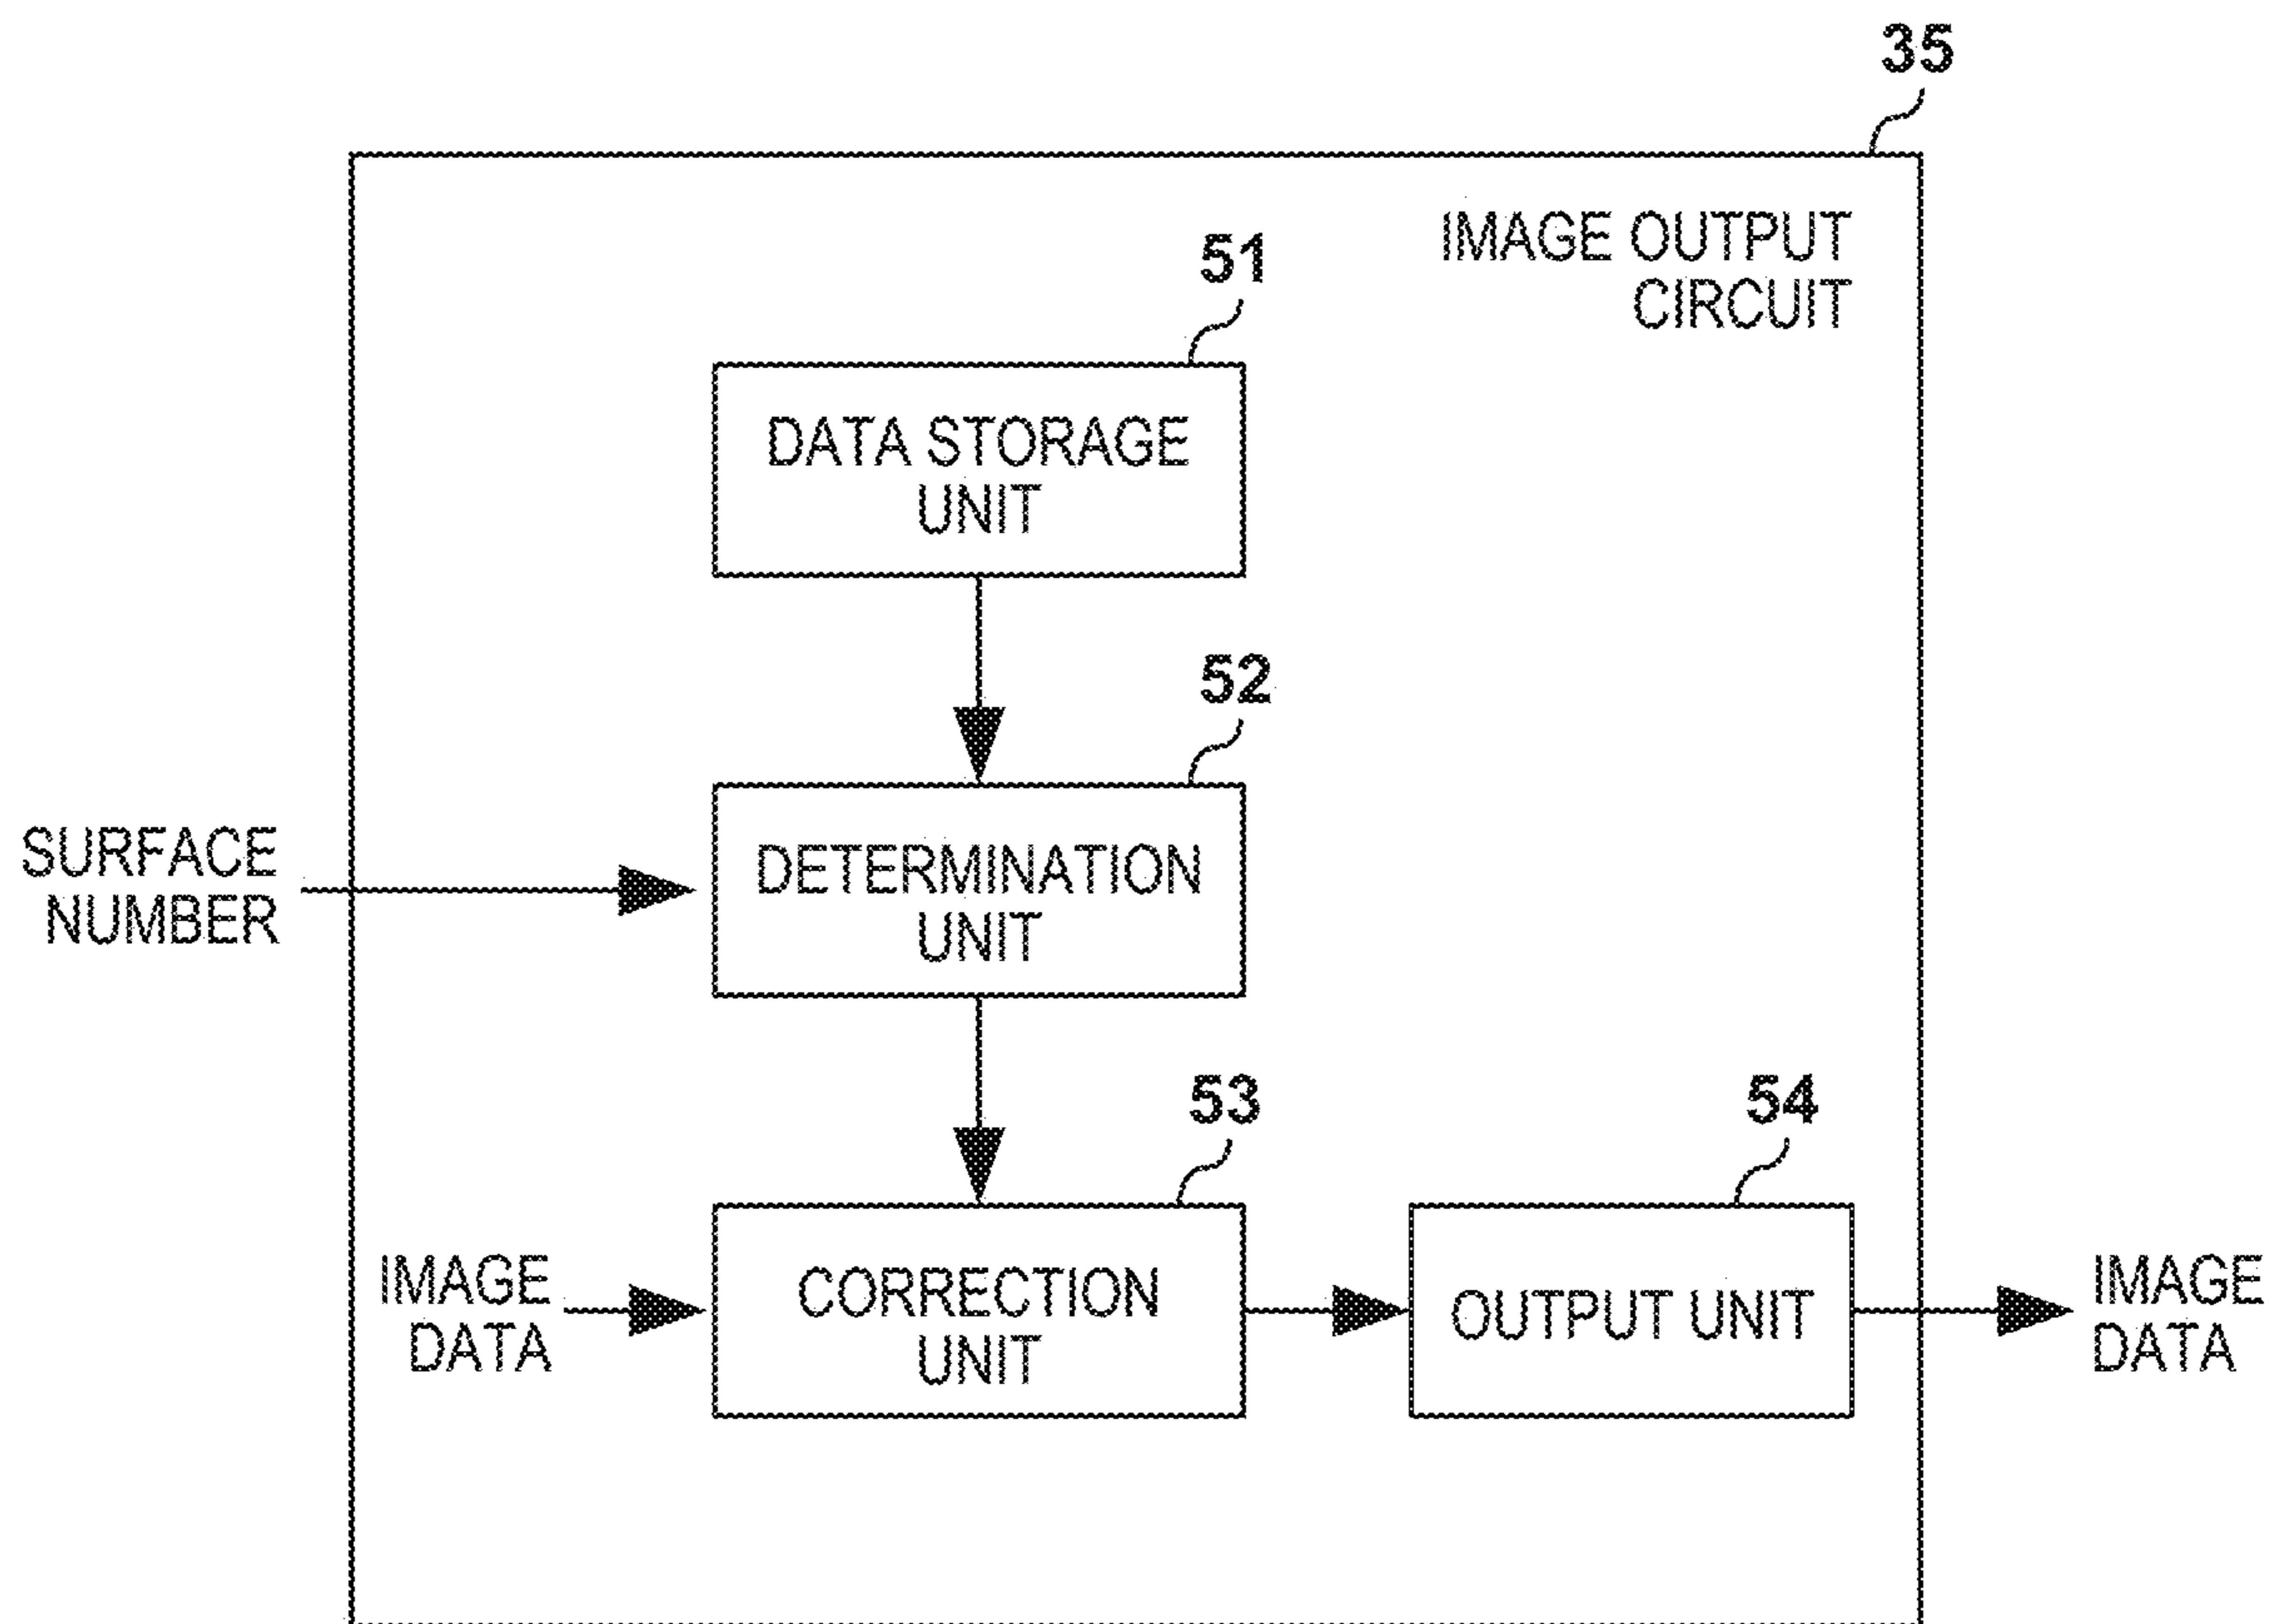 35
IMAGE OUTPUT
CIRCUIT
51
DATA STORAGE
UNIT
52
SURFACE
NUMBER
DETERMINATION
UNIT
53
54
IMAGE
DATA
CORRECTION
UNIT
OUTPUT UNIT
IMAGE
DATA